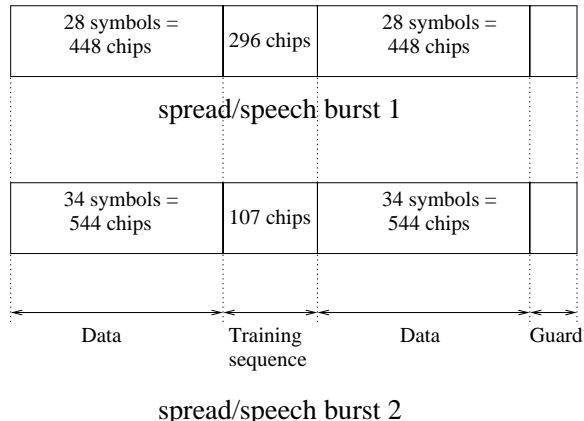 28 symbols =
448 chips
296 chips
28 symbols =
448 chips
spread/speech burst 1
34 symbols =
544 chips
107 chips
34 symbols =
544 chips
Data
Training
sequence
Data
Guard
spread/speech burst 2